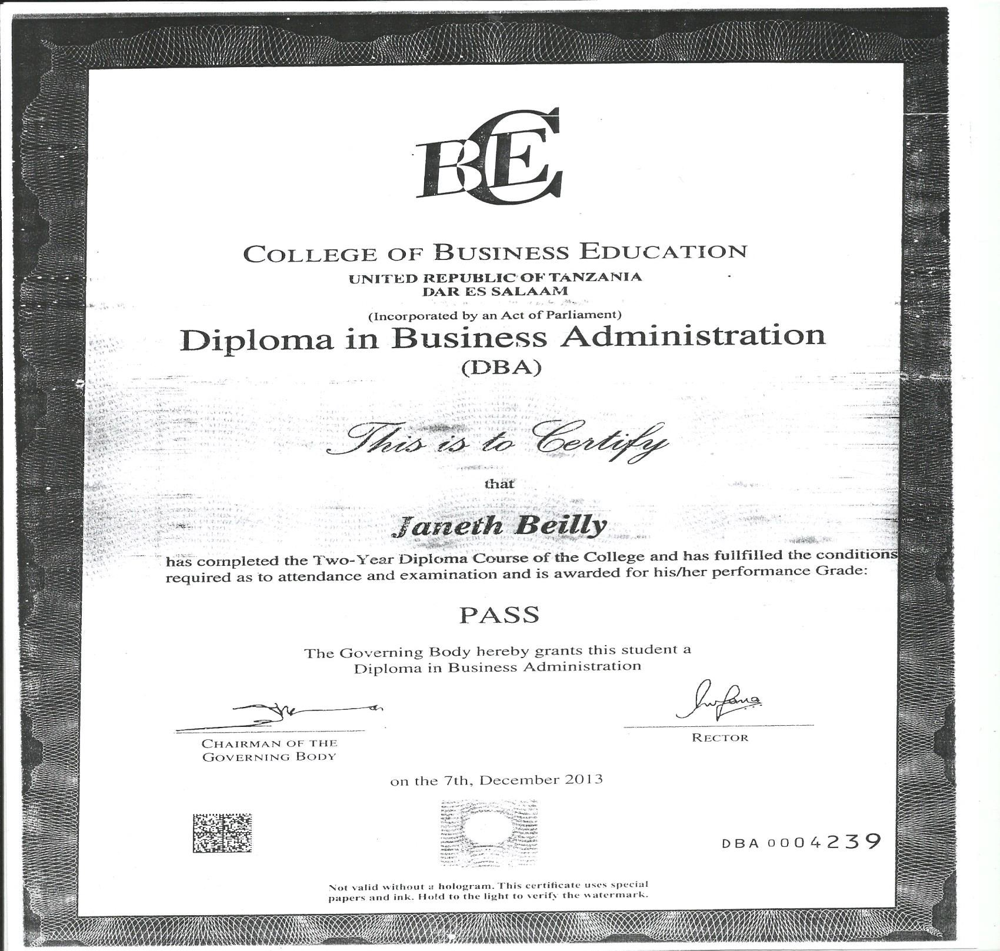 BCE
COLLEGE OF BUSINESS EDUCATION
UNITED REPUBLIC OF TANZANIA
DAR ES SALAAM
(Incorporated by an Act of Parliament)
Diploma in Business Administration
(DBA)
This is to Certify
that
Janeth Beilly
has completed the Two-Year Diploma Course of the College and has fullfilled the conditions
required as to attendance and examination and is awarded for his/her performance Grade:
PASS
The Governing Body hereby grants this student a
Diploma in Business Administration
CHAIRMAN OF THE
GOVERNING BODY
RECTOR
on the 7th, December 2013
DBA 0004239
Not valid without a hologram. This certificate uses special
papers and ink. Hold to the light to verify the watermark.